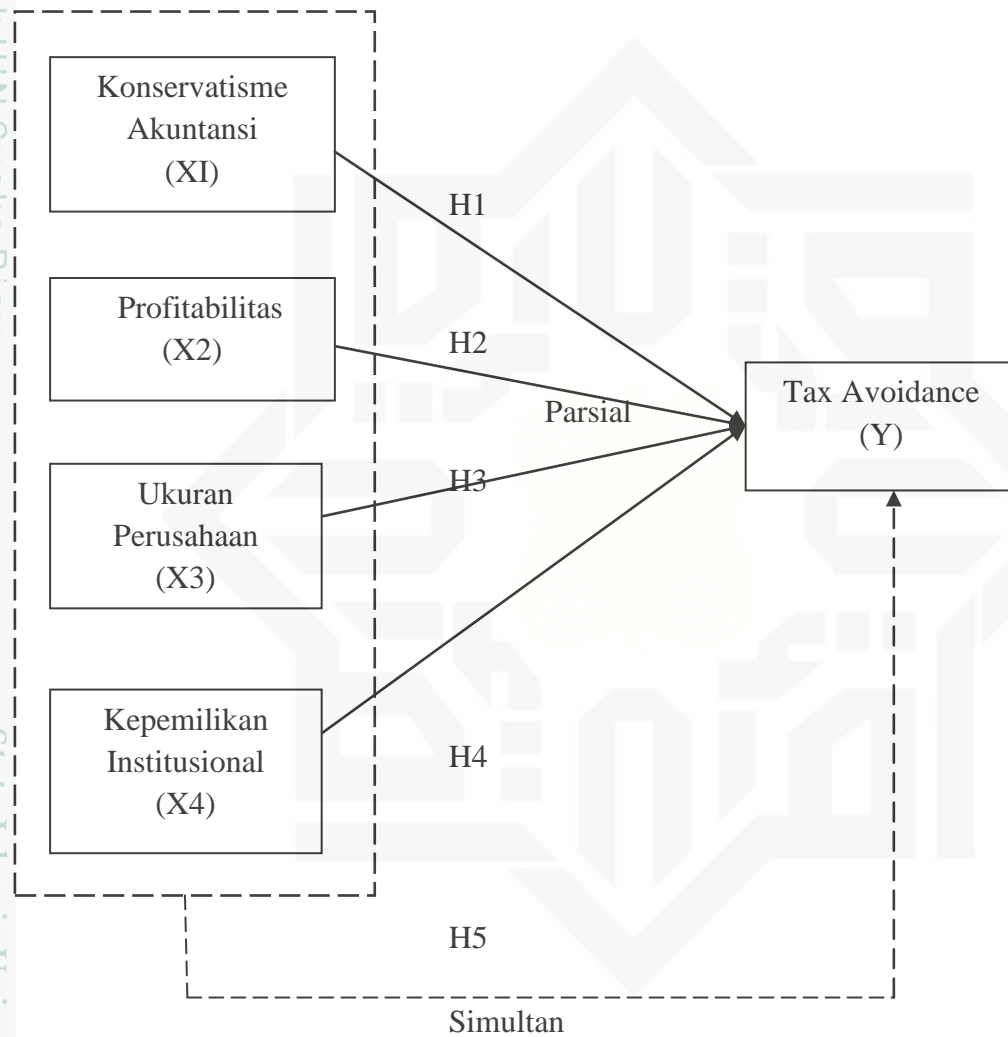 Konservatisme
Akuntansi
(XI)
H1
Profitabilitas
(X2)
H2
Parsial
Tax Avoidance
(Y)
Ukuran
Perusahaan
(X3)
H3
Kepemilikan
Institusional
(X4)
H4
H5
Simultan